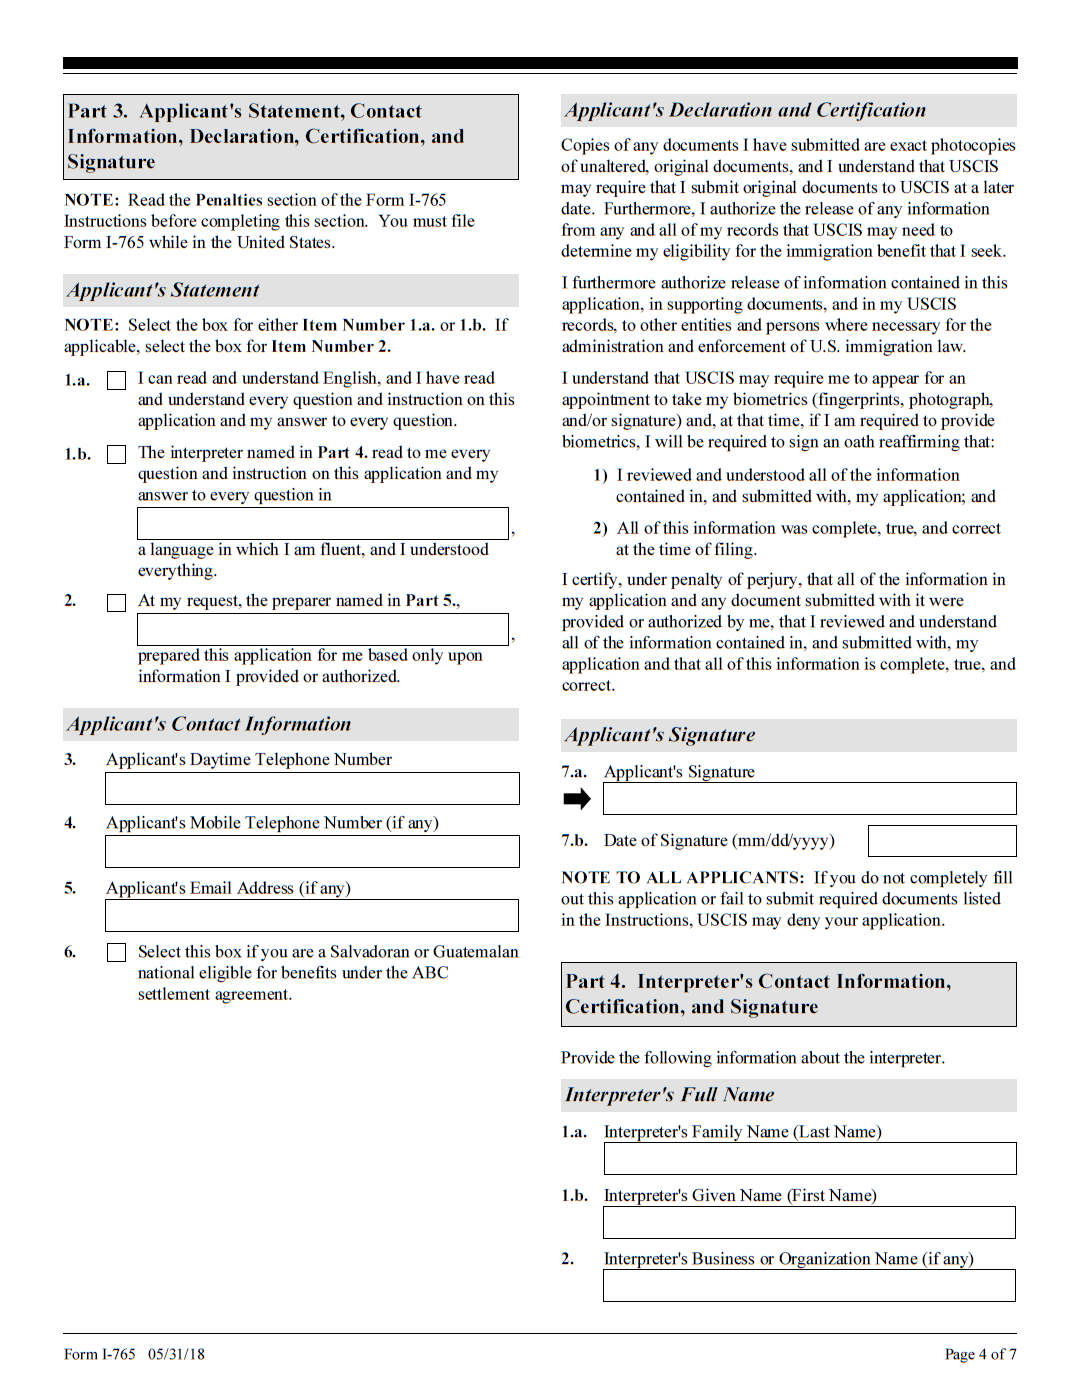 Part 3.  Applicant's Statement, Contact
Information, Declaration, Certification, and
Signature
NOTE:  Read the Penalties section of the Form I-765
Instructions before completing this section.  You must file
Form I-765 while in the United States.
Applicant's Statement
NOTE:  Select the box for either Item Number 1.a. or 1.b.  If
applicable, select the box for Item Number 2.
1.a. I can read and understand English, and I have read
and understand every question and instruction on this
application and my answer to every question.
1.b. The interpreter named in Part 4. read to me every
question and instruction on this application and my
answer to every question in
,
a language in which I am fluent, and I understood
everything.
2. At my request, the preparer named in Part 5.,
,
prepared this application for me based only upon
information I provided or authorized.
Applicant's Contact Information
3. Applicant's Daytime Telephone Number
4. Applicant's Mobile Telephone Number (if any)
5. Applicant's Email Address (if any)
6. Select this box if you are a Salvadoran or Guatemalan
national eligible for benefits under the ABC
settlement agreement.
Applicant's Declaration and Certification
Copies of any documents I have submitted are exact photocopies
of unaltered, original documents, and I understand that USCIS
may require that I submit original documents to USCIS at a later
date.  Furthermore, I authorize the release of any information
from any and all of my records that USCIS may need to
determine my eligibility for the immigration benefit that I seek.
I furthermore authorize release of information contained in this
application, in supporting documents, and in my USCIS
records, to other entities and persons where necessary for the
administration and enforcement of U.S. immigration law.
I understand that USCIS may require me to appear for an
appointment to take my biometrics (fingerprints, photograph,
and/or signature) and, at that time, if I am required to provide
biometrics, I will be required to sign an oath reaffirming that:
1) I reviewed and understood all of the information
contained in, and submitted with, my application; and
2) All of this information was complete, true, and correct
at the time of filing.
I certify, under penalty of perjury, that all of the information in
my application and any document submitted with it were
provided or authorized by me, that I reviewed and understand
all of the information contained in, and submitted with, my
application and that all of this information is complete, true, and
correct.
Applicant's Signature
7.a. Applicant's Signature
7.b. Date of Signature (mm/dd/yyyy)
NOTE TO ALL APPLICANTS:  If you do not completely fill
out this application or fail to submit required documents listed
in the Instructions, USCIS may deny your application.
Part 4.  Interpreter's Contact Information,
Certification, and Signature
Provide the following information about the interpreter.
Interpreter's Full Name
1.a. Interpreter's Family Name (Last Name)
1.b. Interpreter's Given Name (First Name)
2. Interpreter's Business or Organization Name (if any)
Form I-765   05/31/18
Page 4 of 7